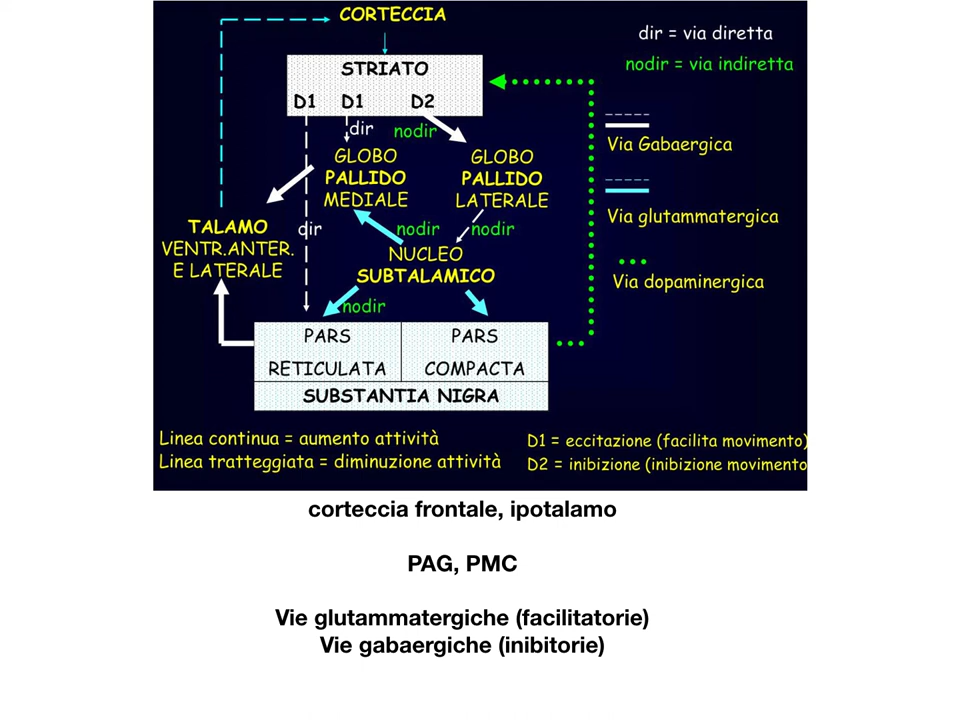 CORTECCIA
dir = via diretta
nodir = via indiretta
STRIATO
D1 D1 D2
dir nodir
Via Gabaergica
GLOBO
PALLIDO
MEDIALE
GLOBO
PALLIDO
LATERALE
Via glutammatergica
TALAMO
VENTR.ANTER.
E LATERALE
dir nodir nodir
NUCLEO
SUBTALAMICO
Via dopaminergica
nodir
PARS
RETICULATA
PARS
COMPACTA
SUBSTANTIA NIGRA
Linea continua = aumento attività
Linea tratteggiata = diminuzione attività
D1 = eccitazione (facilita movimento)
D2 = inibizione (inibizione movimento
corteccia frontale, ipotalamo
PAG, PMC
Vie glutammatergiche (facilitatorie)
Vie gabaergiche (inibitorie)